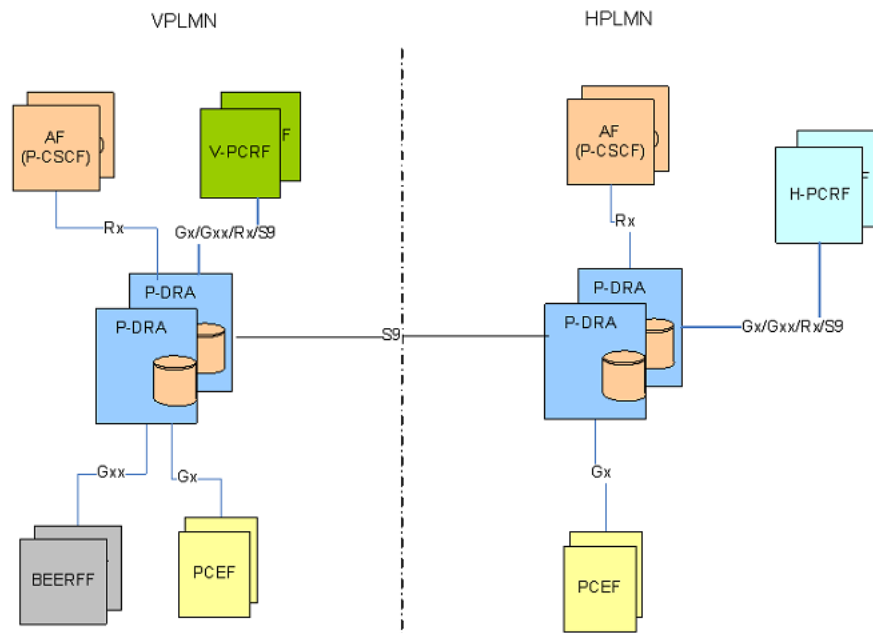 VPLMN
HPLMN
AF
(P-CSCF)
)
V-PCRF
F
AF
(P-CSCF)
)
H-PCRF
Rx
Gx/Gxx/Rx/S9
Rx
P-DRA
P-DRA
P-DRA
P-DRA
S9
Gx/Gxx/Rx/S9
Gxx
Gx
Gx
BEERFF
PCEF
PCEF